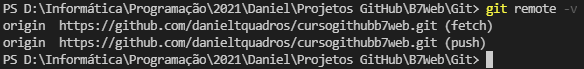 PS D:\Informática\Programação\2021\Daniel\Projetos GitHub\B7Web\Git> git remote -v
origin  https://github.com/danieltquadros/cursogithubb7web.git (fetch)
origin  https://github.com/danieltquadros/cursogithubb7web.git (push)
PS D:\Informática\Programação\2021\Daniel\Projetos GitHub\B7Web\Git>